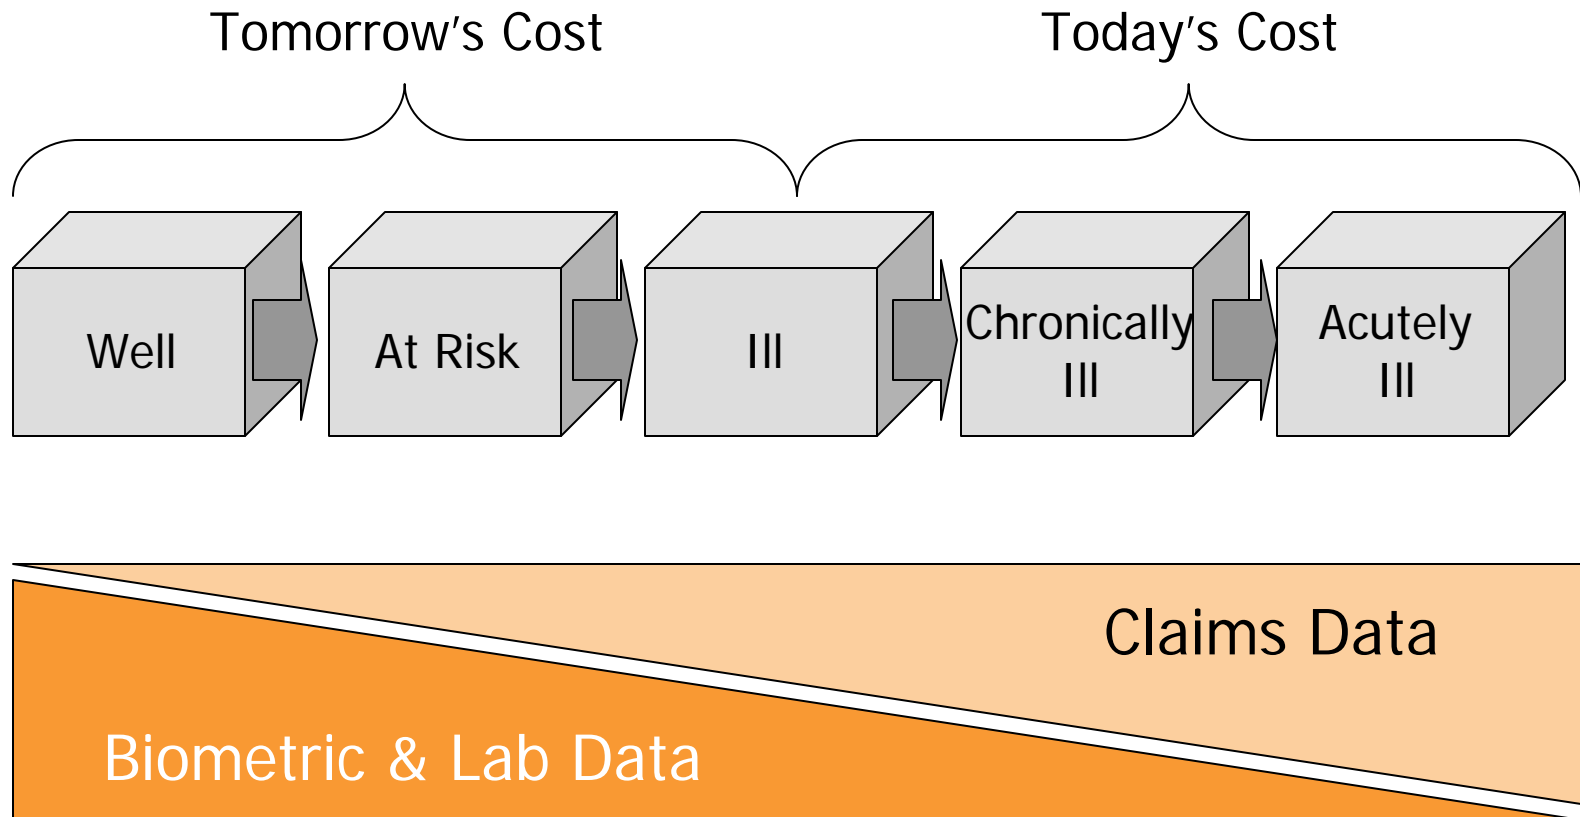 Tomorrow's Cost
Today's Cost
Well
At Risk
Ill
Chronically
Ill
Acutely
Ill
Claims Data
Biometric & Lab Data